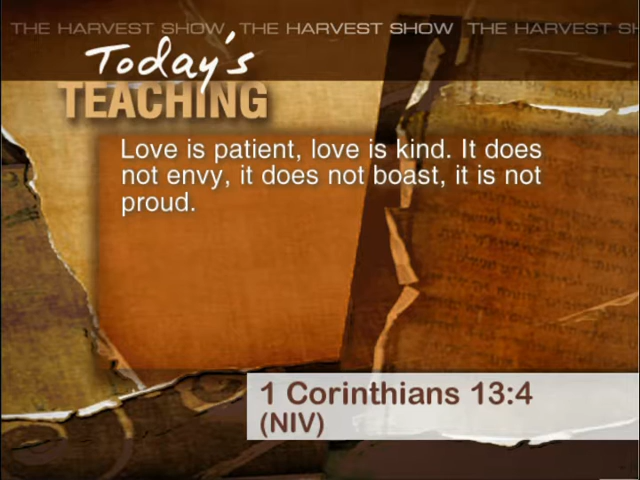 THE HARVEST SHOW THE HARVEST SHOW THE HARVEST SH
Today's
TEACHING
Love is patient, love is kind. It does
not envy, it does not boast, it is not
proud.
1 Corinthians 13:4
(NIV)